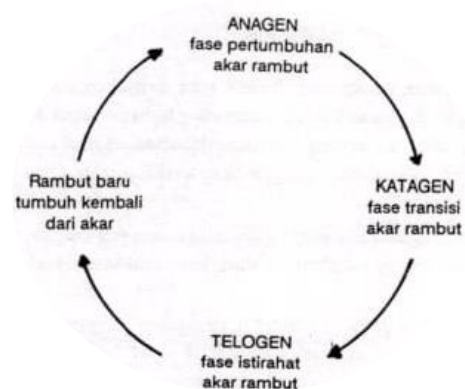 ANAGEN
fase pertumbuhan
akar rambut
KATAGEN
fase transisi
akar rambut
TELOGEN
fase istirahat
akar rambut
Rambut baru
tumbuh kembali
dari akar